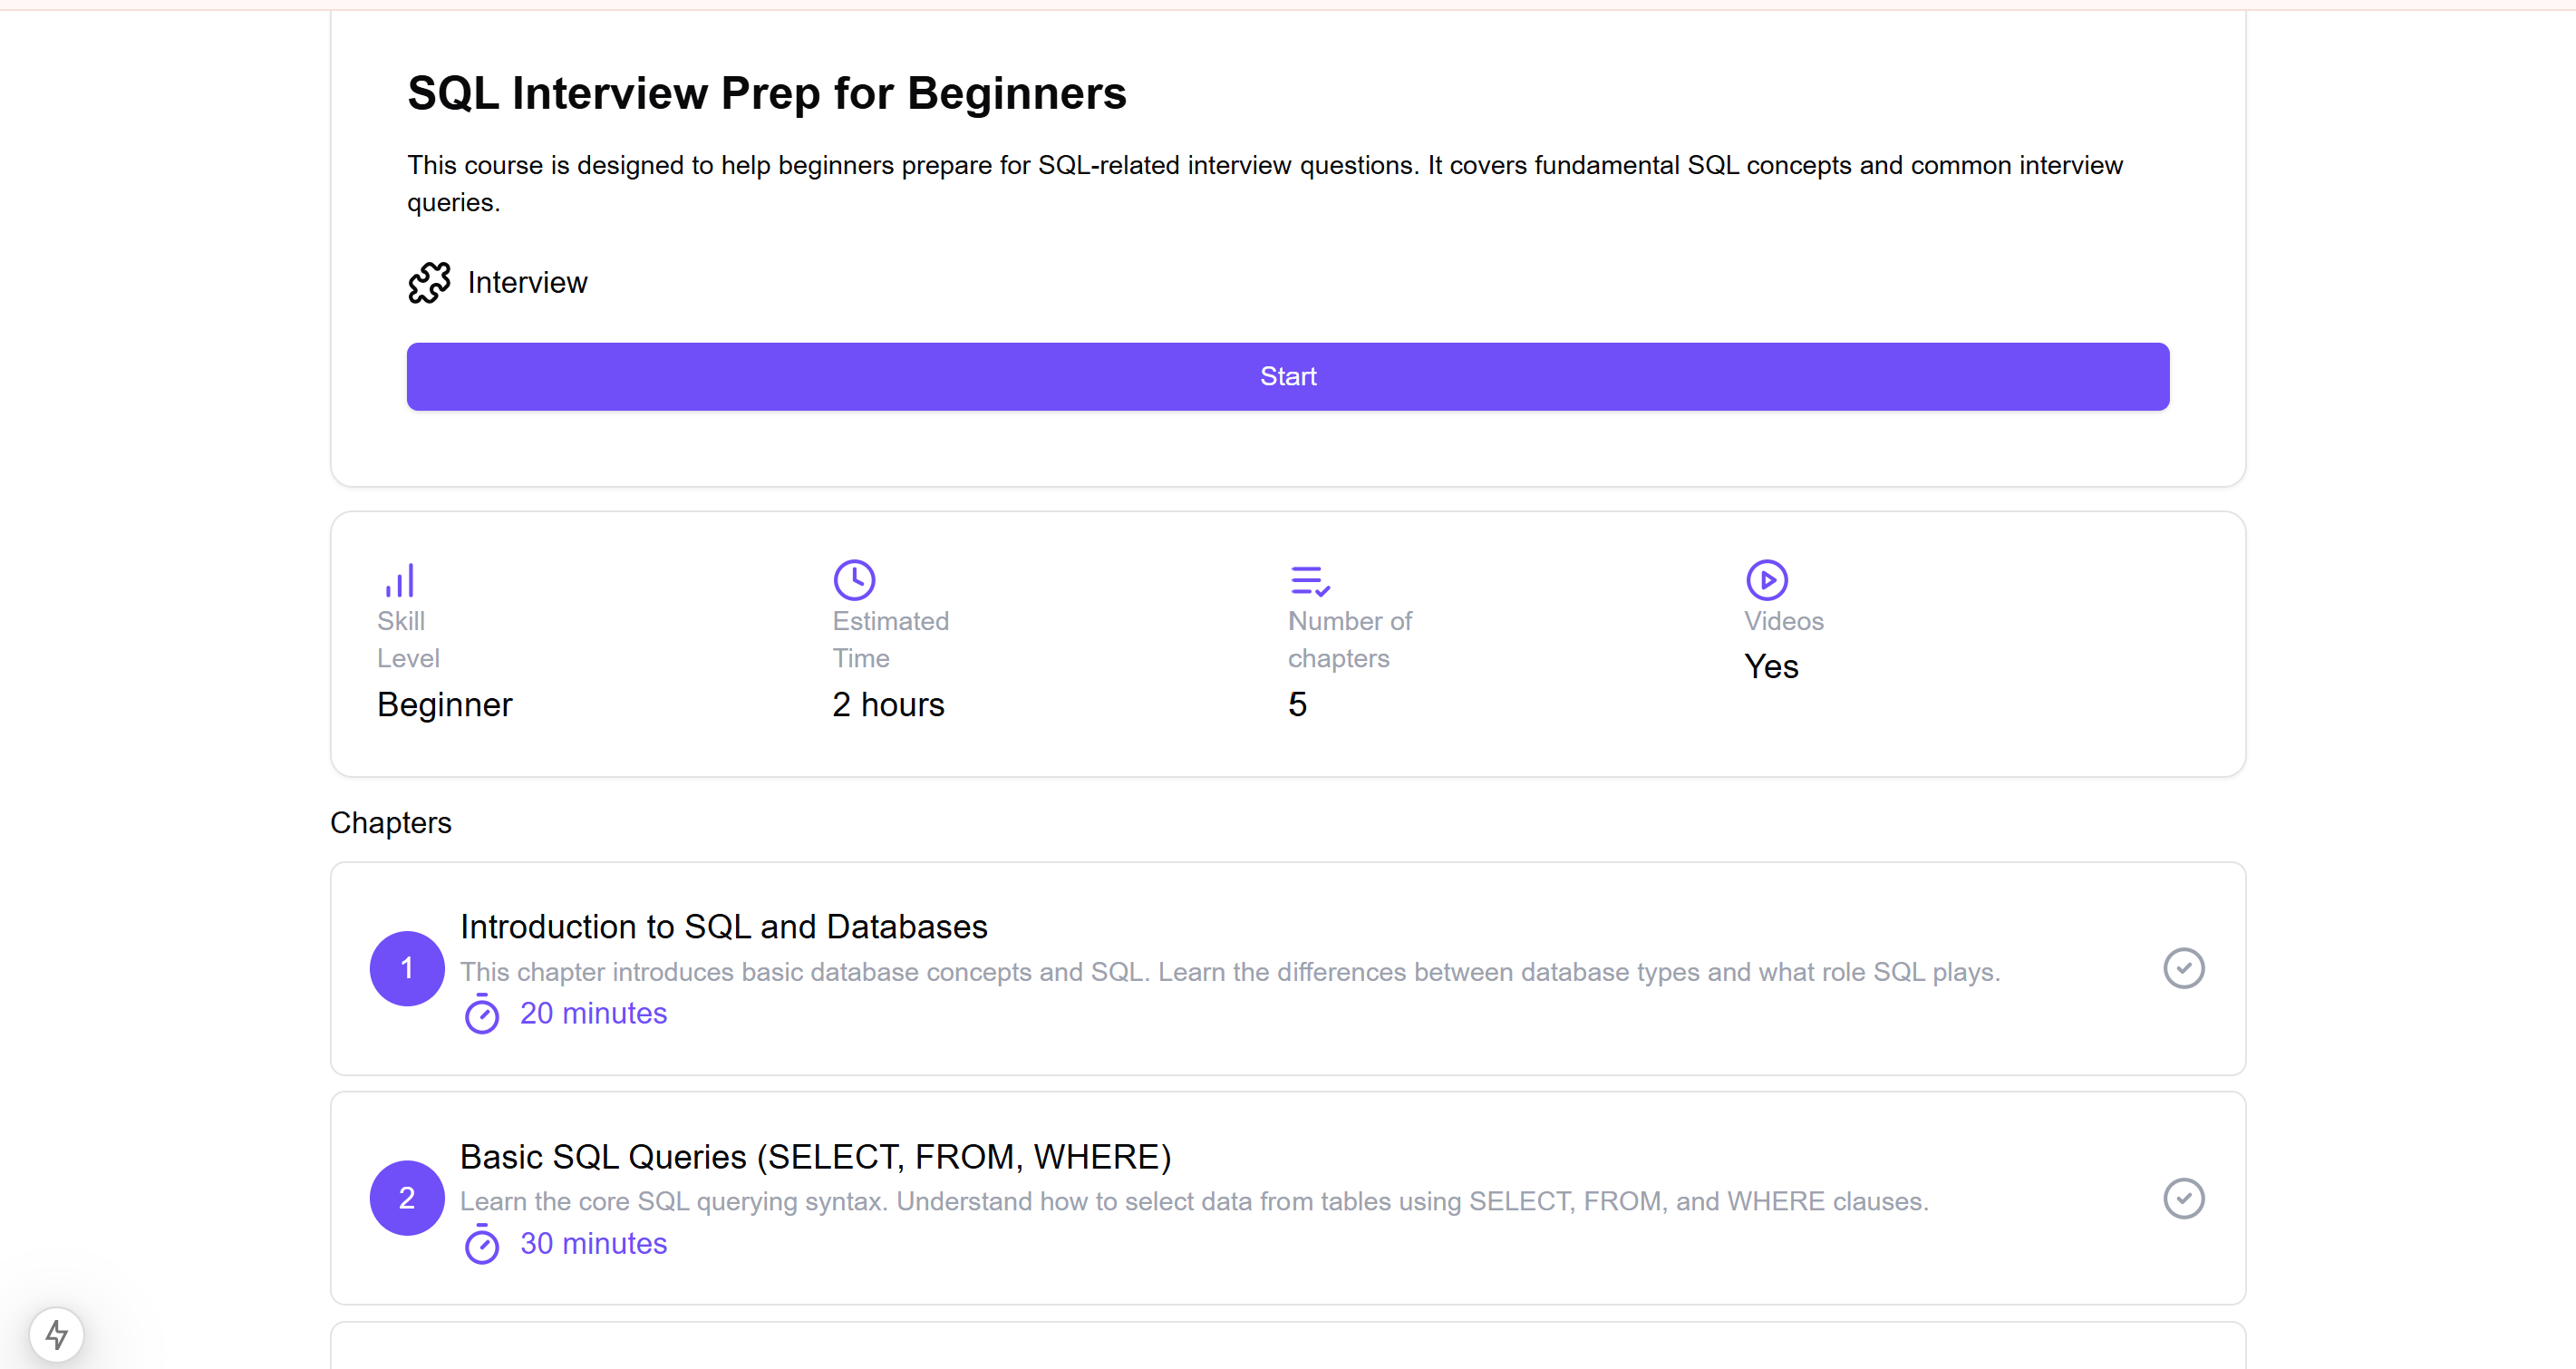 SQL Interview Prep for Beginners
This course is designed to help beginners prepare for SQL-related interview questions. It covers fundamental SQL concepts and common interview
queries.
Interview
Start
Skill
Level
Beginner
Estimated
Time
2 hours
Number of
chapters
5
Videos
Yes
Chapters
1
Introduction to SQL and Databases
This chapter introduces basic database concepts and SQL. Learn the differences between database types and what role SQL plays.
20 minutes
2
Basic SQL Queries (SELECT, FROM, WHERE)
Learn the core SQL querying syntax. Understand how to select data from tables using SELECT, FROM, and WHERE clauses.
30 minutes